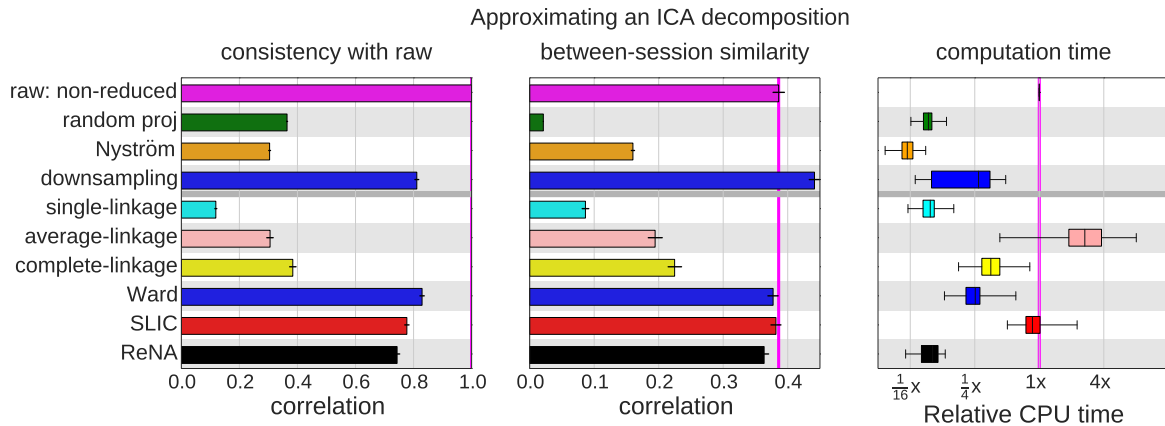 Approximating an ICA decomposition
consistency with raw
between-session similarity
computation time
raw: non-reduced
random proj
Nyström
downsampling
single-linkage
average-linkage
complete-linkage
Ward
SLIC
ReNA
0.0 0.2 0.4 0.6 0.8 1.0
correlation
0.0 0.1 0.2 0.3 0.4
correlation
1/16x 1/4x 1x 4x
Relative CPU time